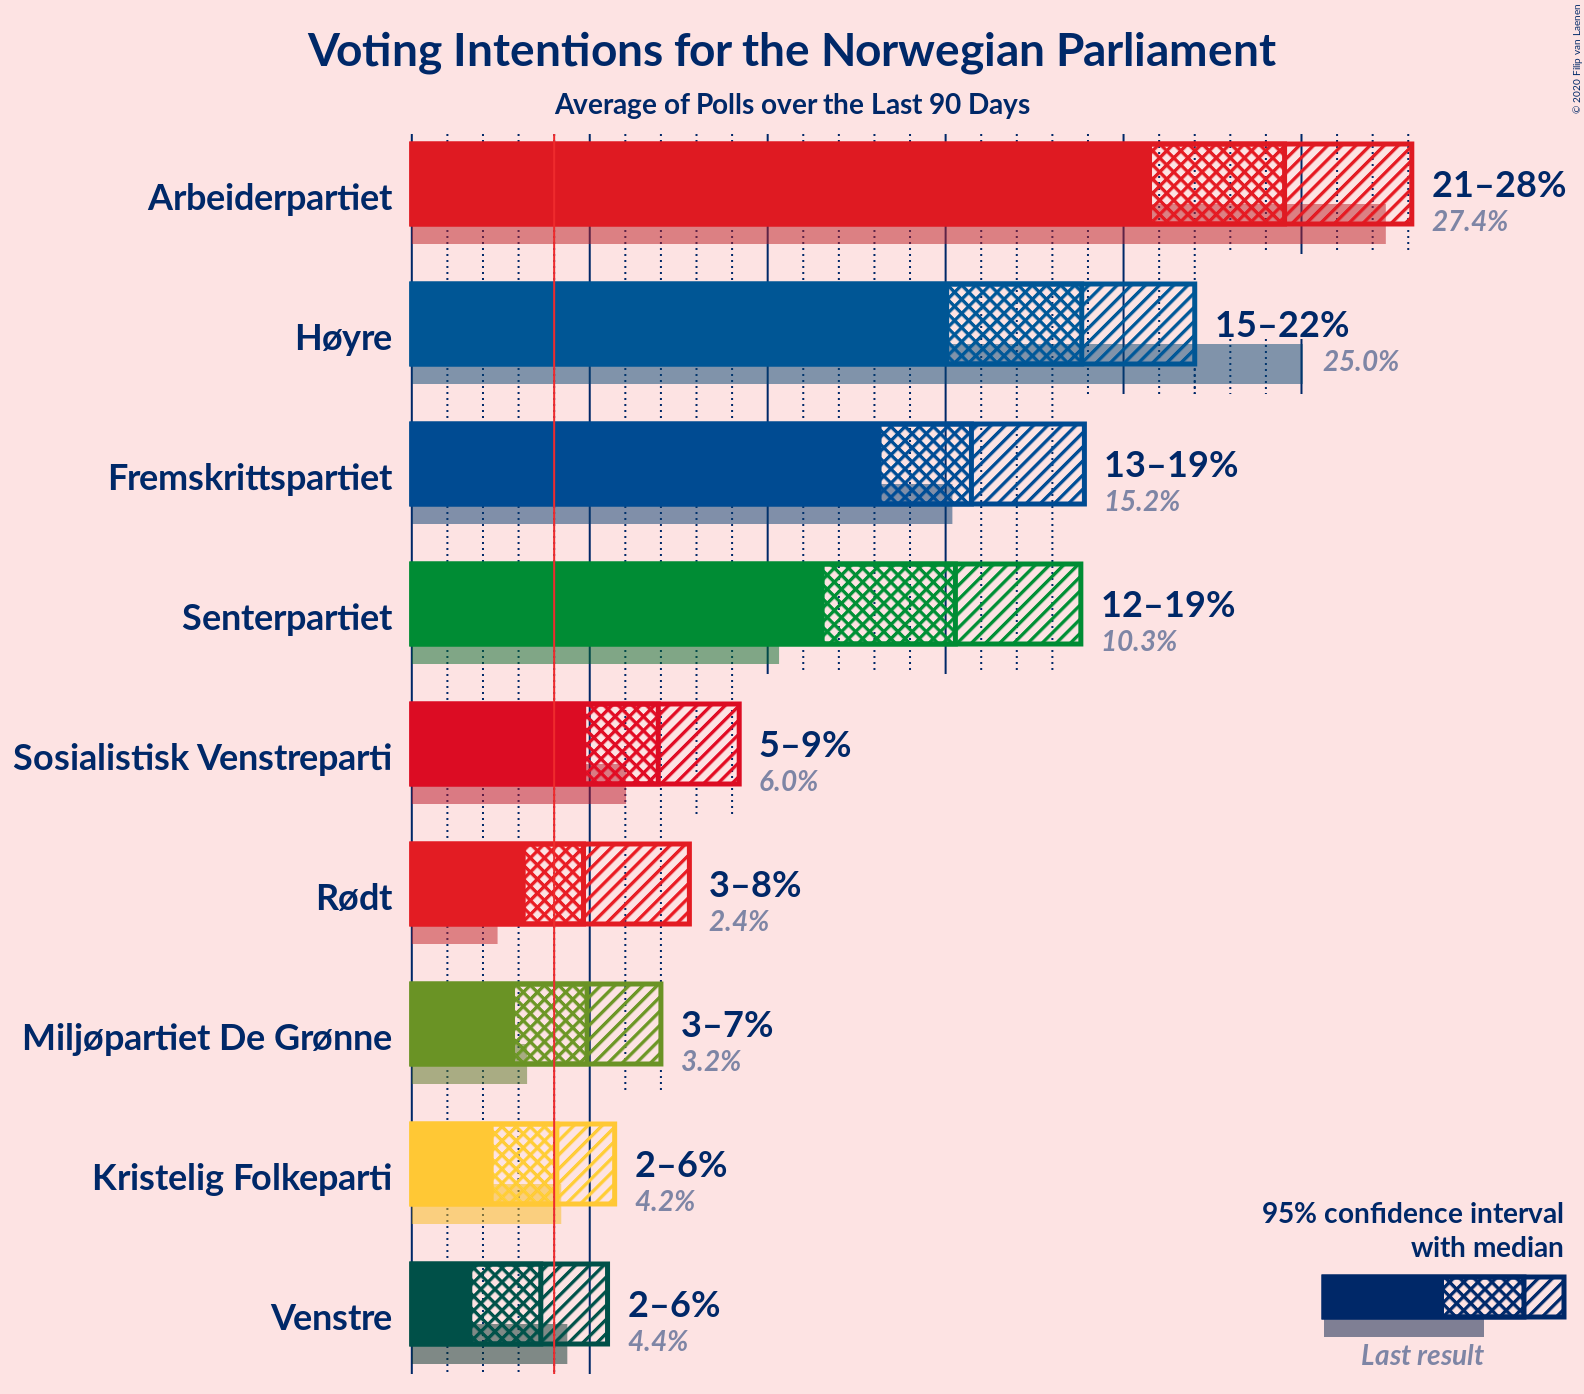 Voting Intentions for the Norwegian Parliament
Average of Polls over the Last 90 Days
© 2020 Filip van Laenen
Arbeiderpartiet
21–28%
27.4%
Høyre
15–22%
25.0%
Fremskrittspartiet
13–19%
15.2%
Senterpartiet
12–19%
10.3%
Sosialistisk Venstreparti
5–9%
6.0%
Rødt
3–8%
2.4%
Miljøpartiet De Grønne
3–7%
3.2%
Kristelig Folkeparti
2–6%
4.2%
Venstre
2–6%
4.4%
95% confidence interval
with median
Last result